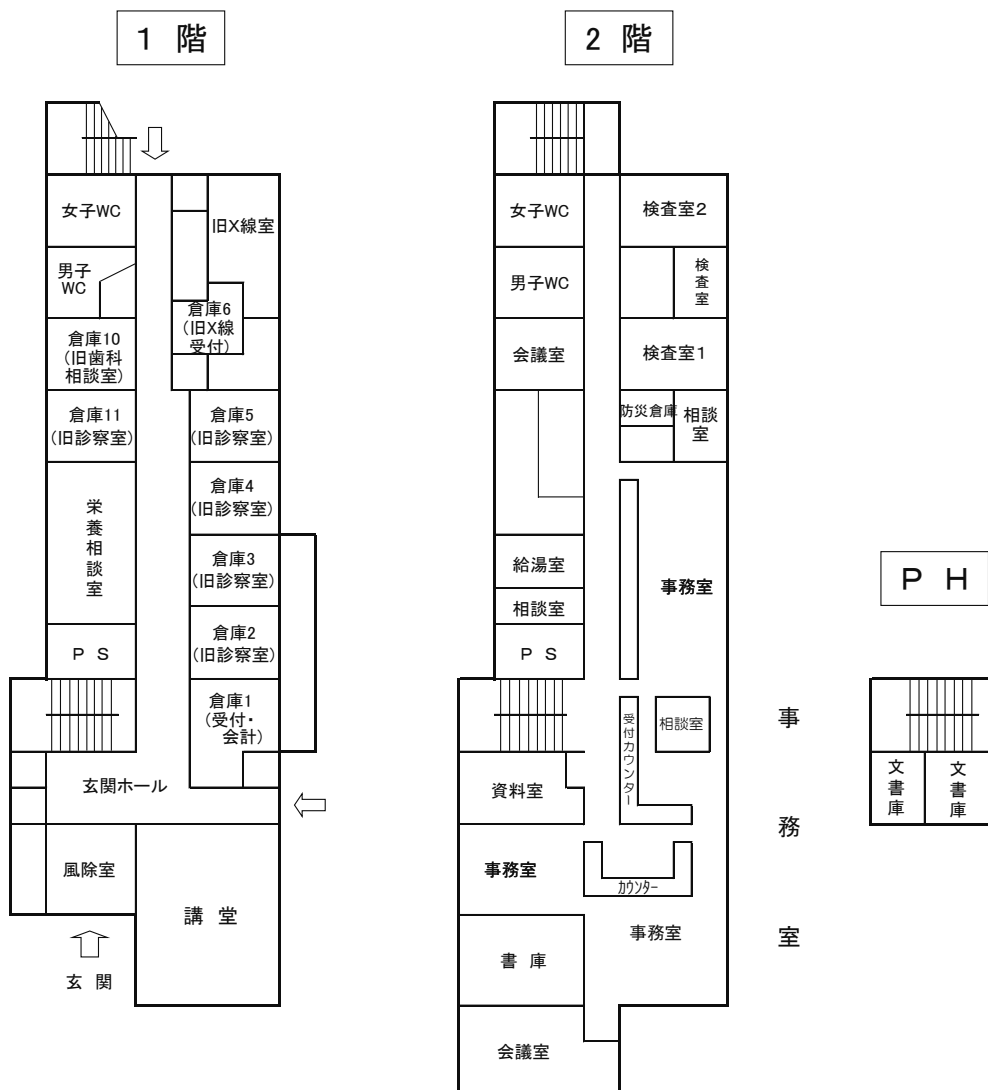 １ 階
女子WC
旧X線室
男子
WC
倉庫6
(旧X線
受付)
倉庫10
(旧歯科
相談室)
倉庫11
(旧診察室)
倉庫5
(旧診察室)
倉庫4
(旧診察室)
栄養相談室
倉庫3
(旧診察室)
倉庫2
(旧診察室)
Ｐ Ｓ
倉庫1
(受付・
会計)
玄関ホール
風除室
講 堂
玄 関
２ 階
女子WC
検査室2
男子WC
検査室
会議室
検査室1
防災倉庫
相談
室
給湯室
事務室
相談室
Ｐ Ｓ
受付カウンター
相談室
資料室
事務室
カウンター
事務室
書 庫
会議室
事務室
Ｐ Ｈ
文書庫
文書庫